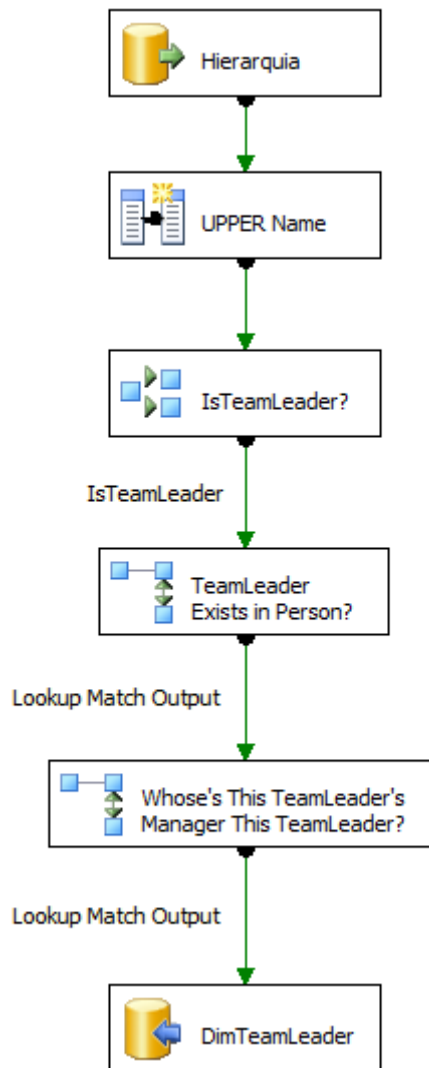 Hierarquia
UPPER Name
IsTeamLeader?
IsTeamLeader
TeamLeader
Exists in Person?
Lookup Match Output
Whose's This TeamLeader's
Manager This TeamLeader?
Lookup Match Output
DimTeamLeader